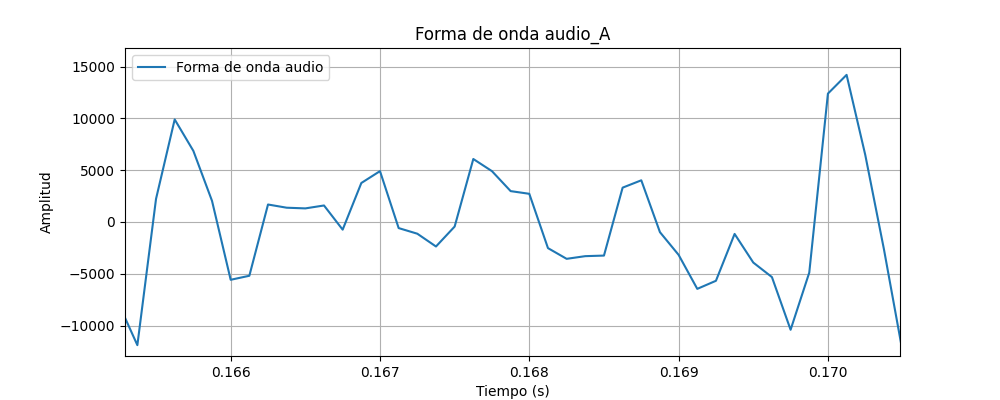 Forma de onda audio_A
Forma de onda audio
Amplitud
15000
10000
5000
0
−5000
−10000
0.166
0.167
0.168
0.169
0.170
Tiempo (s)